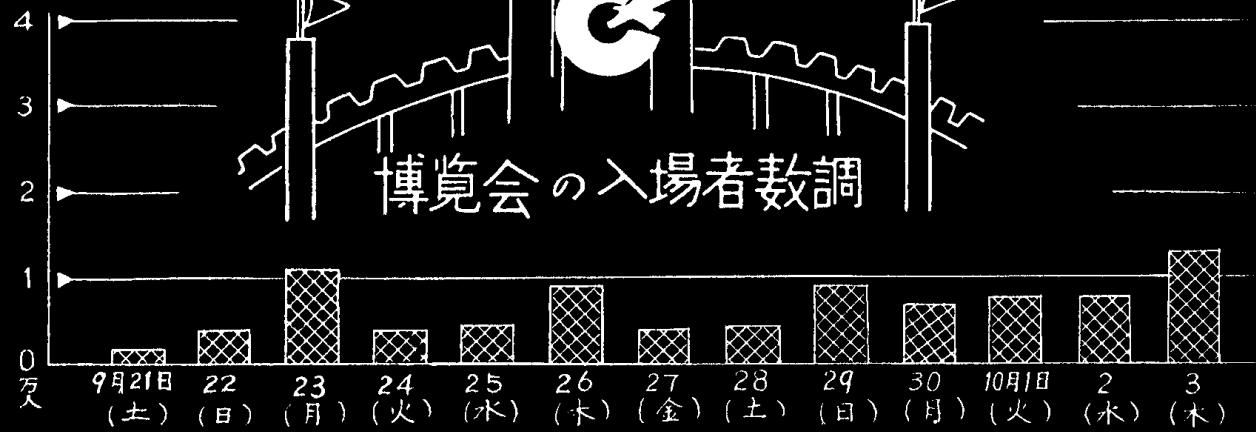 4
3
2
1
0
万人
博覧会の入場者数調
9月21日 22 23 24 25 26 27 28 29 30 10月1日 2 3
(土) (日) (月) (火) (水) (木) (金) (土) (日) (月) (火) (水) (木)